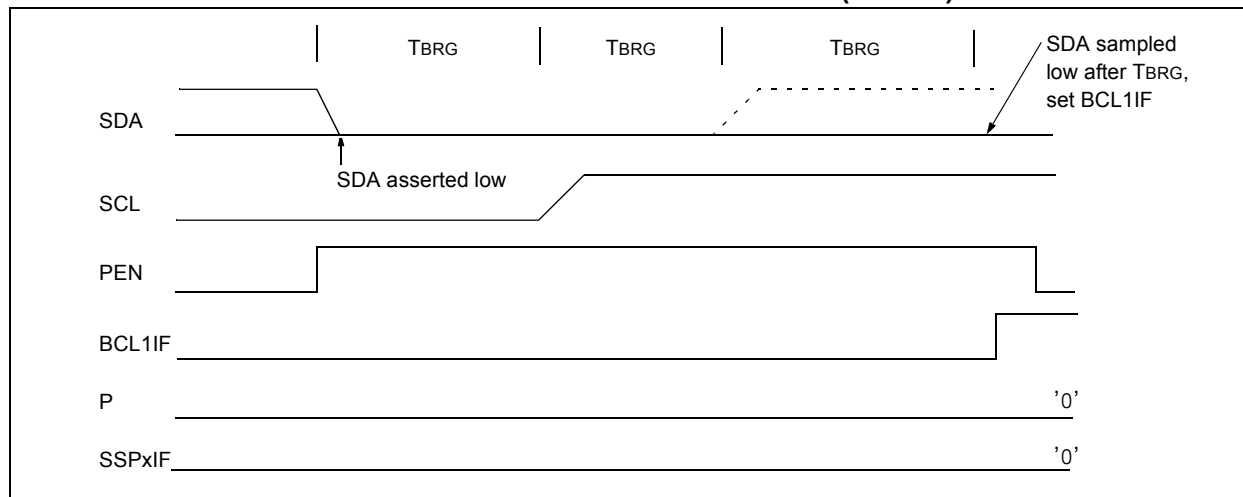 TBRG TBRG TBRG
SDA sampled
low after TBRG,
set BCL1IF
SDA
SDA asserted low
SCL
PEN
BCL1IF
P '0'
SSPxIF '0'